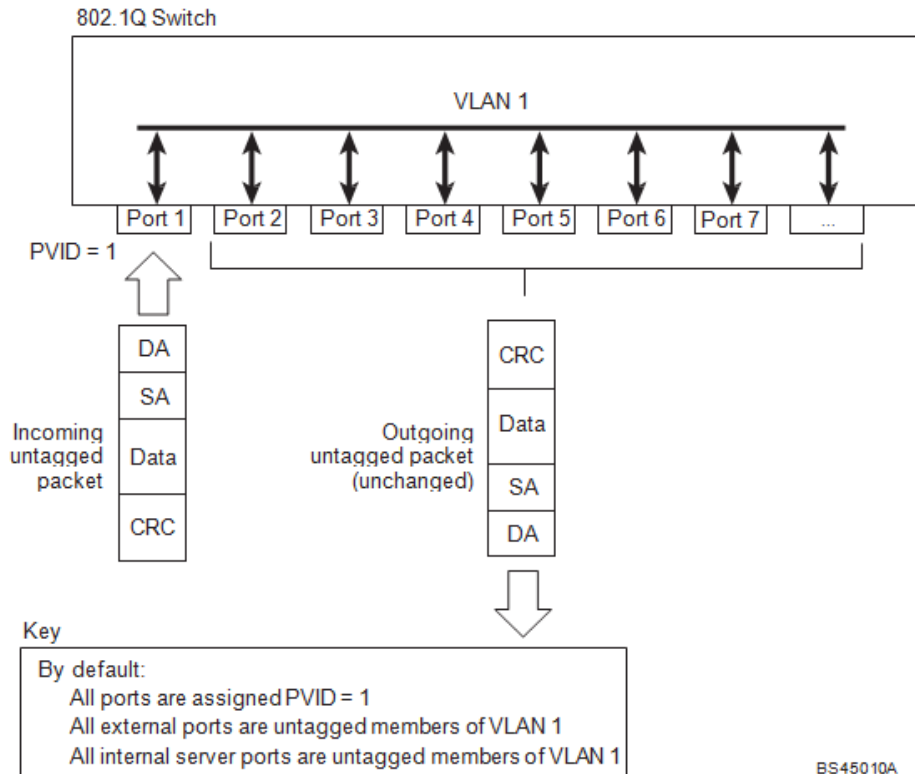 802.1Q Switch
VLAN 1
Port 1
Port 2
Port 3
Port 4
Port 5
Port 6
Port 7
...
PVID = 1
DA
SA
Data
CRC
Incoming
untagged
packet
CRC
Data
SA
DA
Outgoing
untagged packet
(unchanged)
Key
By default:
All ports are assigned PVID = 1
All external ports are untagged members of VLAN 1
All internal server ports are untagged members of VLAN 1
BS45010A